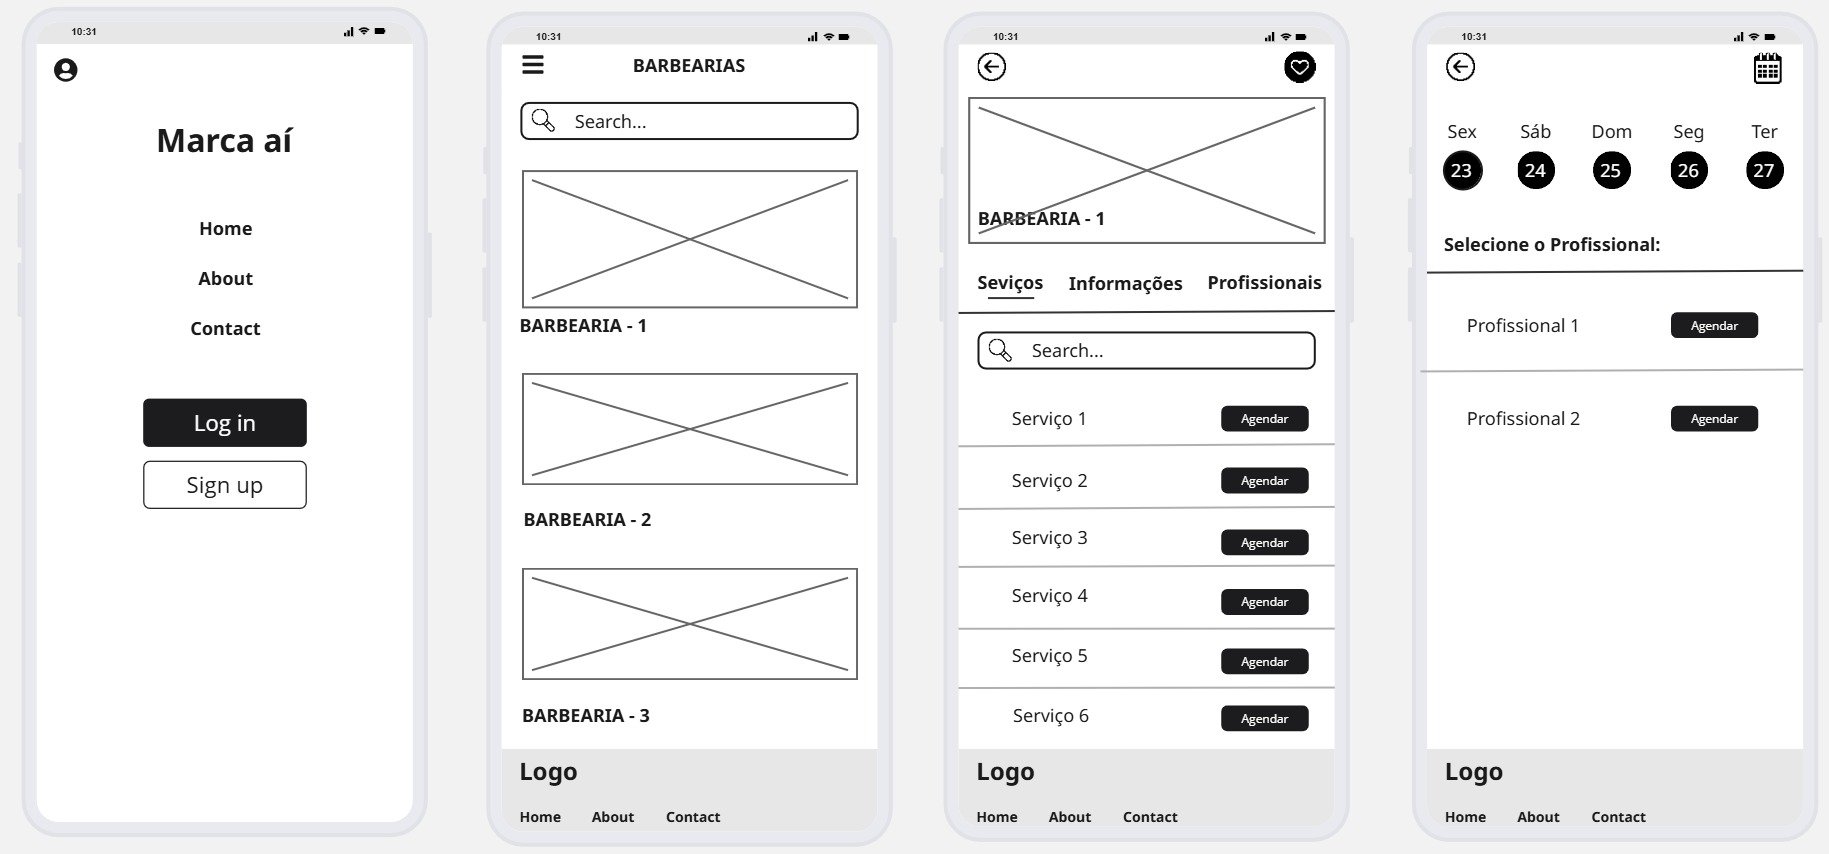 10:31
Marca aí
Home
About
Contact
Log in
Sign up
10:31
BARBEARIAS
Search...
BARBEARIA - 1
BARBEARIA - 2
BARBEARIA - 3
Logo
Home About Contact
10:31
BARBEARIA - 1
Seviços Informações Profissionais
Search...
Serviço 1 Agendar
Serviço 2 Agendar
Serviço 3 Agendar
Serviço 4 Agendar
Serviço 5 Agendar
Serviço 6 Agendar
Logo
Home About Contact
10:31
Sex Sáb Dom Seg Ter
23 24 25 26 27
Selecione o Profissional:
Profissional 1 Agendar
Profissional 2 Agendar
Logo
Home About Contact